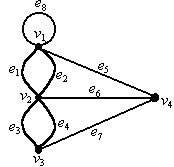 e₈
v₁
e₁
e₂
e₅
v₂
e₆
v₄
e₃
e₄
e₇
v₃